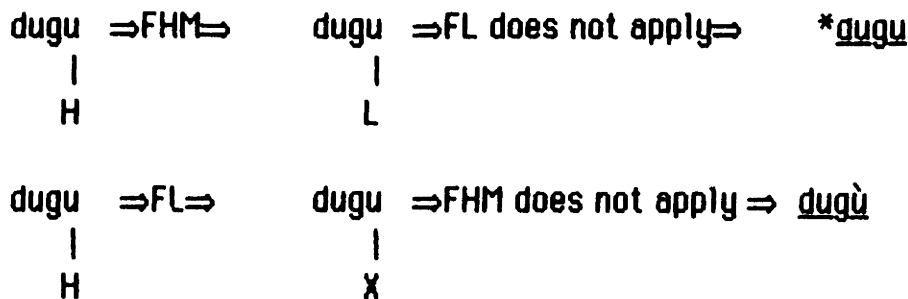 dugu ⇒FHM⇒ dugu ⇒FL does not apply⇒ *dugu
| |
H L
dugu ⇒FL⇒ dugu ⇒FHM does not apply ⇒ dugù
| |
H X